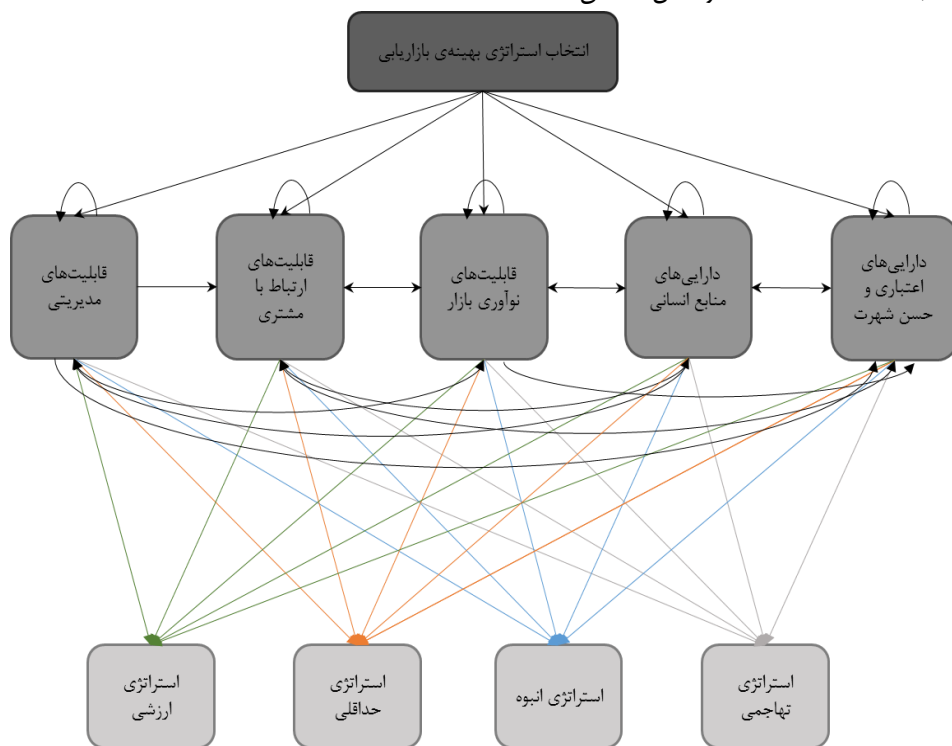 انتخاب استراتژی بهینه‌ی بازاریابی
دارایی‌های
اعتباری و
حسن شهرت
دارایی‌های
منابع انسانی
قابلیت‌های
نوآوری بازار
قابلیت‌های
ارتباط با
مشتری
قابلیت‌های
مدیریتی
استراتژی
تهاجمی
استراتژی انبوه
استراتژی
حداقلی
استراتژی
ارزشی